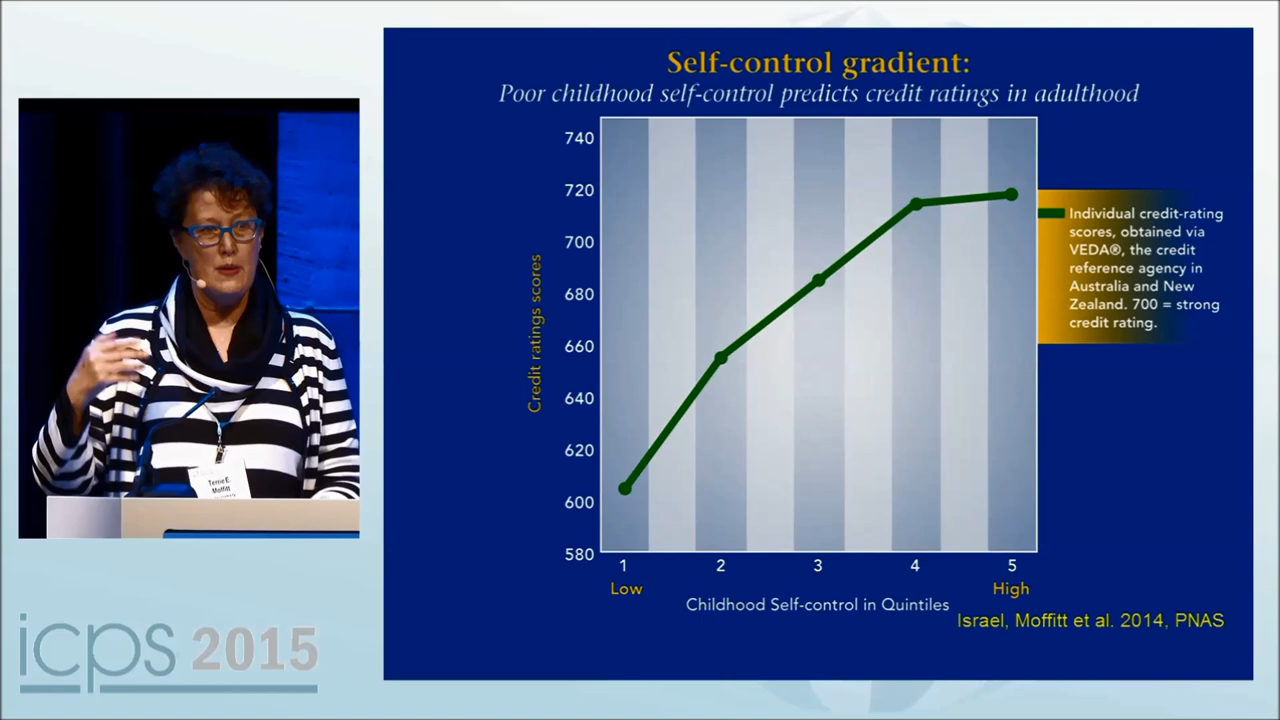 Self-control gradient:
Poor childhood self-control predicts credit ratings in adulthood
740
720
700
680
660
640
620
600
580
Credit ratings scores
1
2
3
4
5
Low
High
Childhood Self-control in Quintiles
Individual credit-rating
scores, obtained via
VEDA®, the credit
reference agency in
Australia and New
Zealand. 700 = strong
credit rating.
Israel, Moffitt et al. 2014, PNAS
Terrie E.
Moffitt
icps 2015